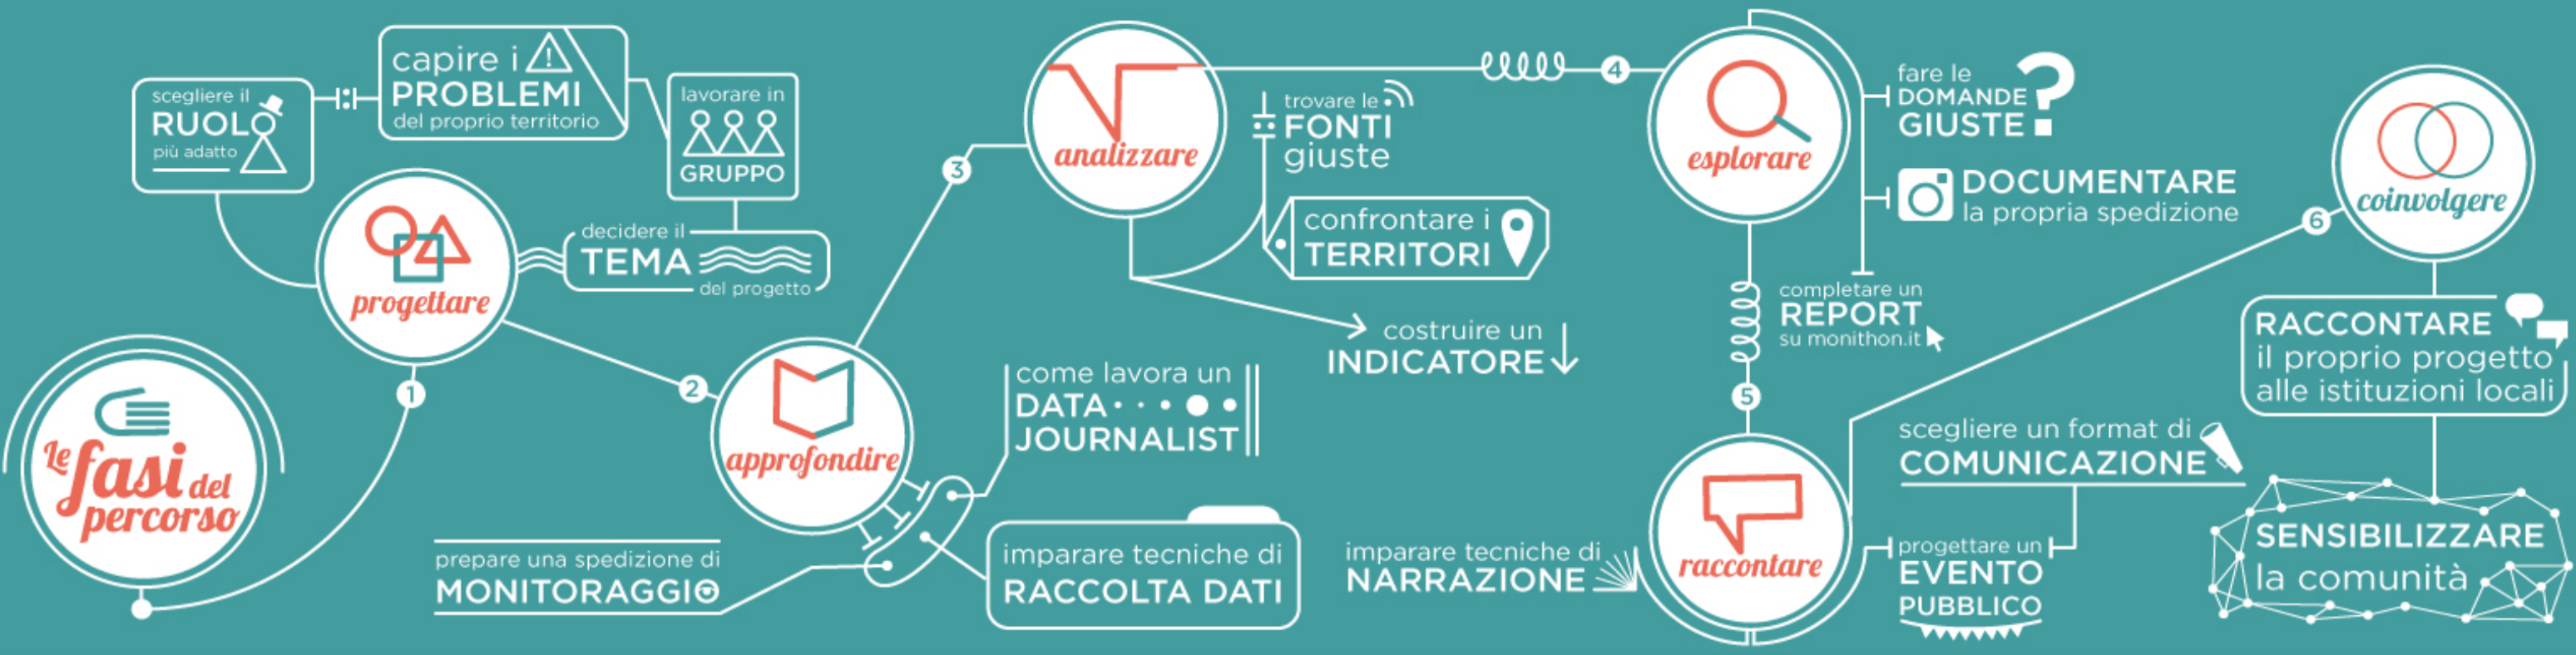 Le fasi del
percorso
1
progettare
scegliere il
RUOLO
più adatto
capire i
PROBLEMI
del proprio territorio
lavorare in
GRUPPO
decidere il
TEMA
del progetto
2
approfondire
come lavora un
DATA
JOURNALIST
imparare tecniche di
RACCOLTA DATI
prepare una spedizione di
MONITORAGGIO
3
analizzare
trovare le
FONTI
giuste
confrontare i
TERRITORI
costruire un
INDICATORE
4
esplorare
fare le
DOMANDE
GIUSTE
?
DOCUMENTARE
la propria spedizione
completare un
REPORT
su monithon.it
5
raccontare
imparare tecniche di
NARRAZIONE
scegliere un format di
COMUNICAZIONE
progettare un
EVENTO
PUBBLICO
6
coinvolgere
RACCONTARE
il proprio progetto
alle istituzioni locali
SENSIBILIZZARE
la comunità